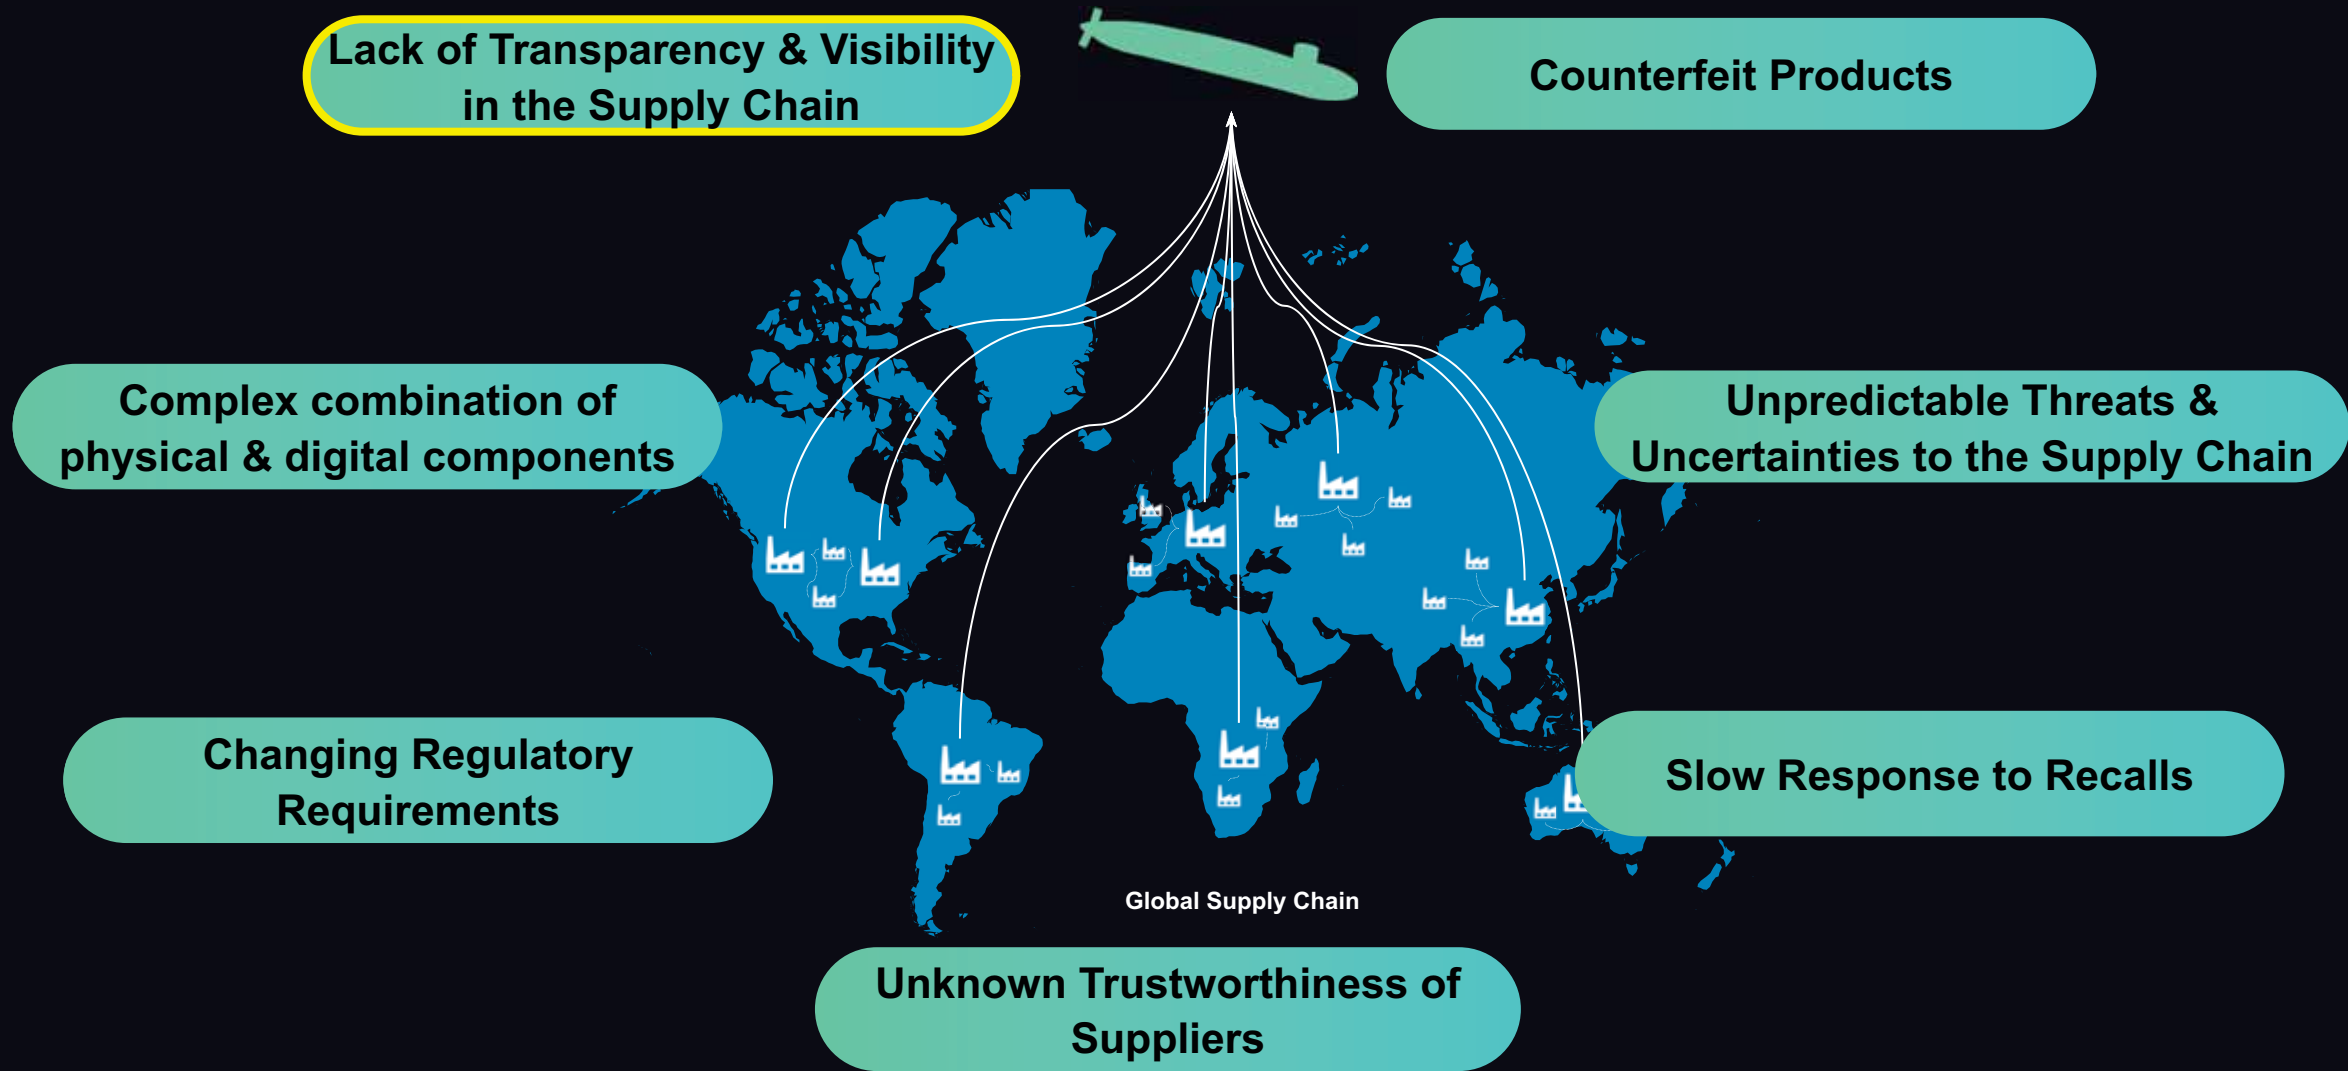 Lack of Transparency & Visibility
in the Supply Chain
Counterfeit Products
Complex combination of
physical & digital components
Unpredictable Threats &
Uncertainties to the Supply Chain
Changing Regulatory
Requirements
Slow Response to Recalls
Global Supply Chain
Unknown Trustworthiness of
Suppliers